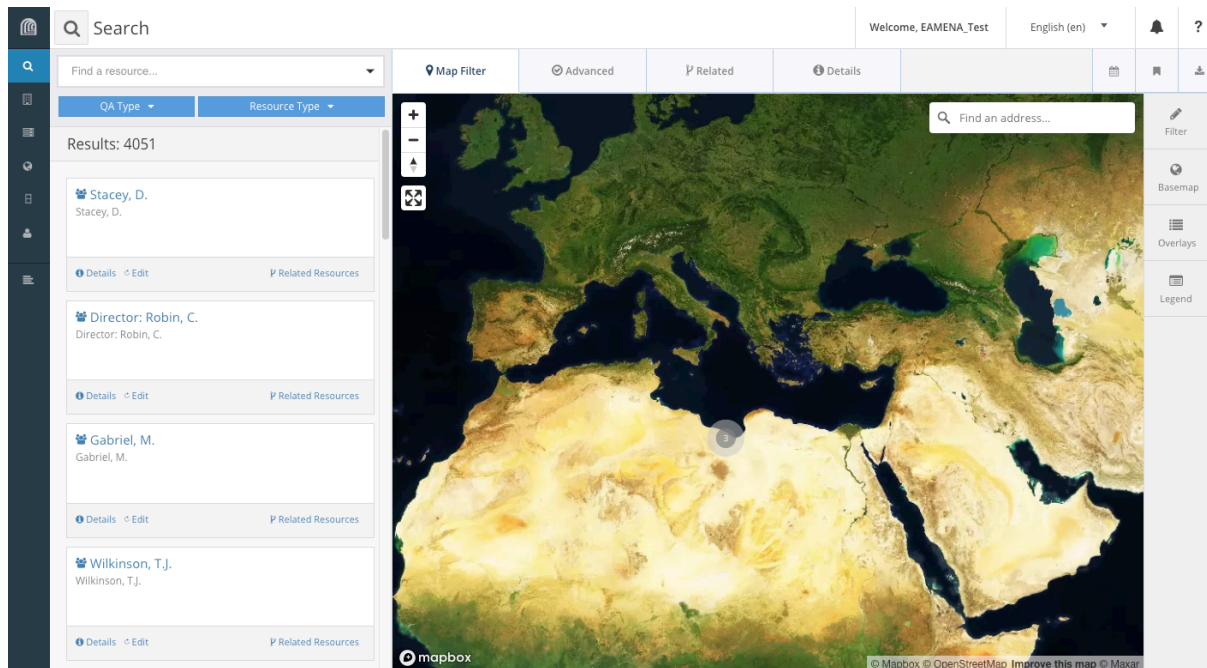 Search
Welcome, EAMENA_Test
English (en)
?
Find a resource...
Map Filter
Advanced
Related
Details
QA Type
Resource Type
Find an address...
Filter
Results: 4051
Basemap
Stacey, D.
Stacey, D.
Overlays
Details Edit Related Resources
Legend
Director: Robin, C.
Director: Robin, C.
Details Edit Related Resources
Gabriel, M.
Gabriel, M.
3
Details Edit Related Resources
Wilkinson, T.J.
Wilkinson, T.J.
Details Edit Related Resources
mapbox
© Mapbox © OpenStreetMap Improve this map © Maxar